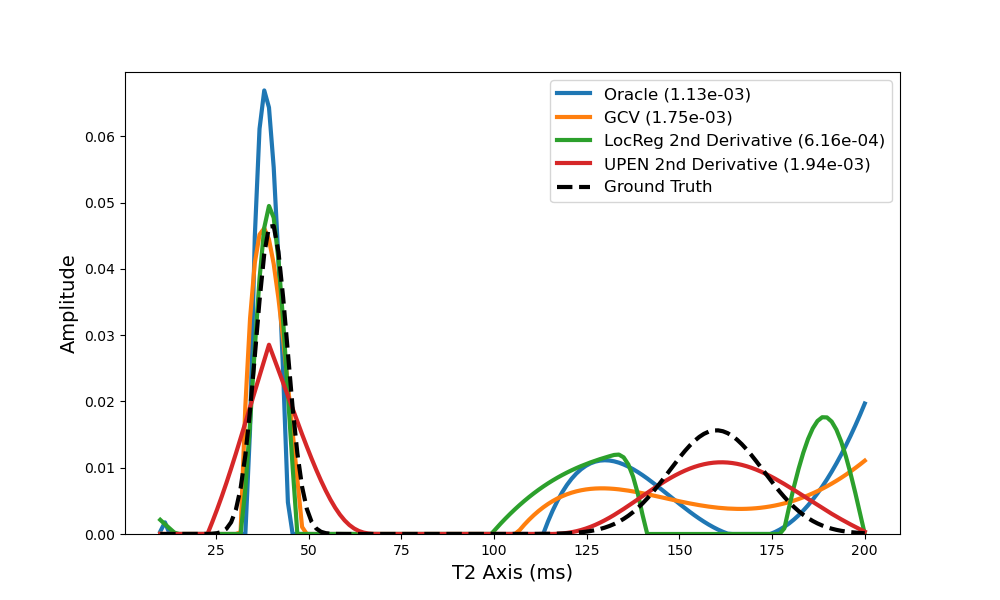 Oracle (1.13e-03)
GCV (1.75e-03)
LocReg 2nd Derivative (6.16e-04)
UPEN 2nd Derivative (1.94e-03)
Ground Truth
Amplitude
0.06
0.05
0.04
0.03
0.02
0.01
0.00
25 50 75 100 125 150 175 200
T2 Axis (ms)